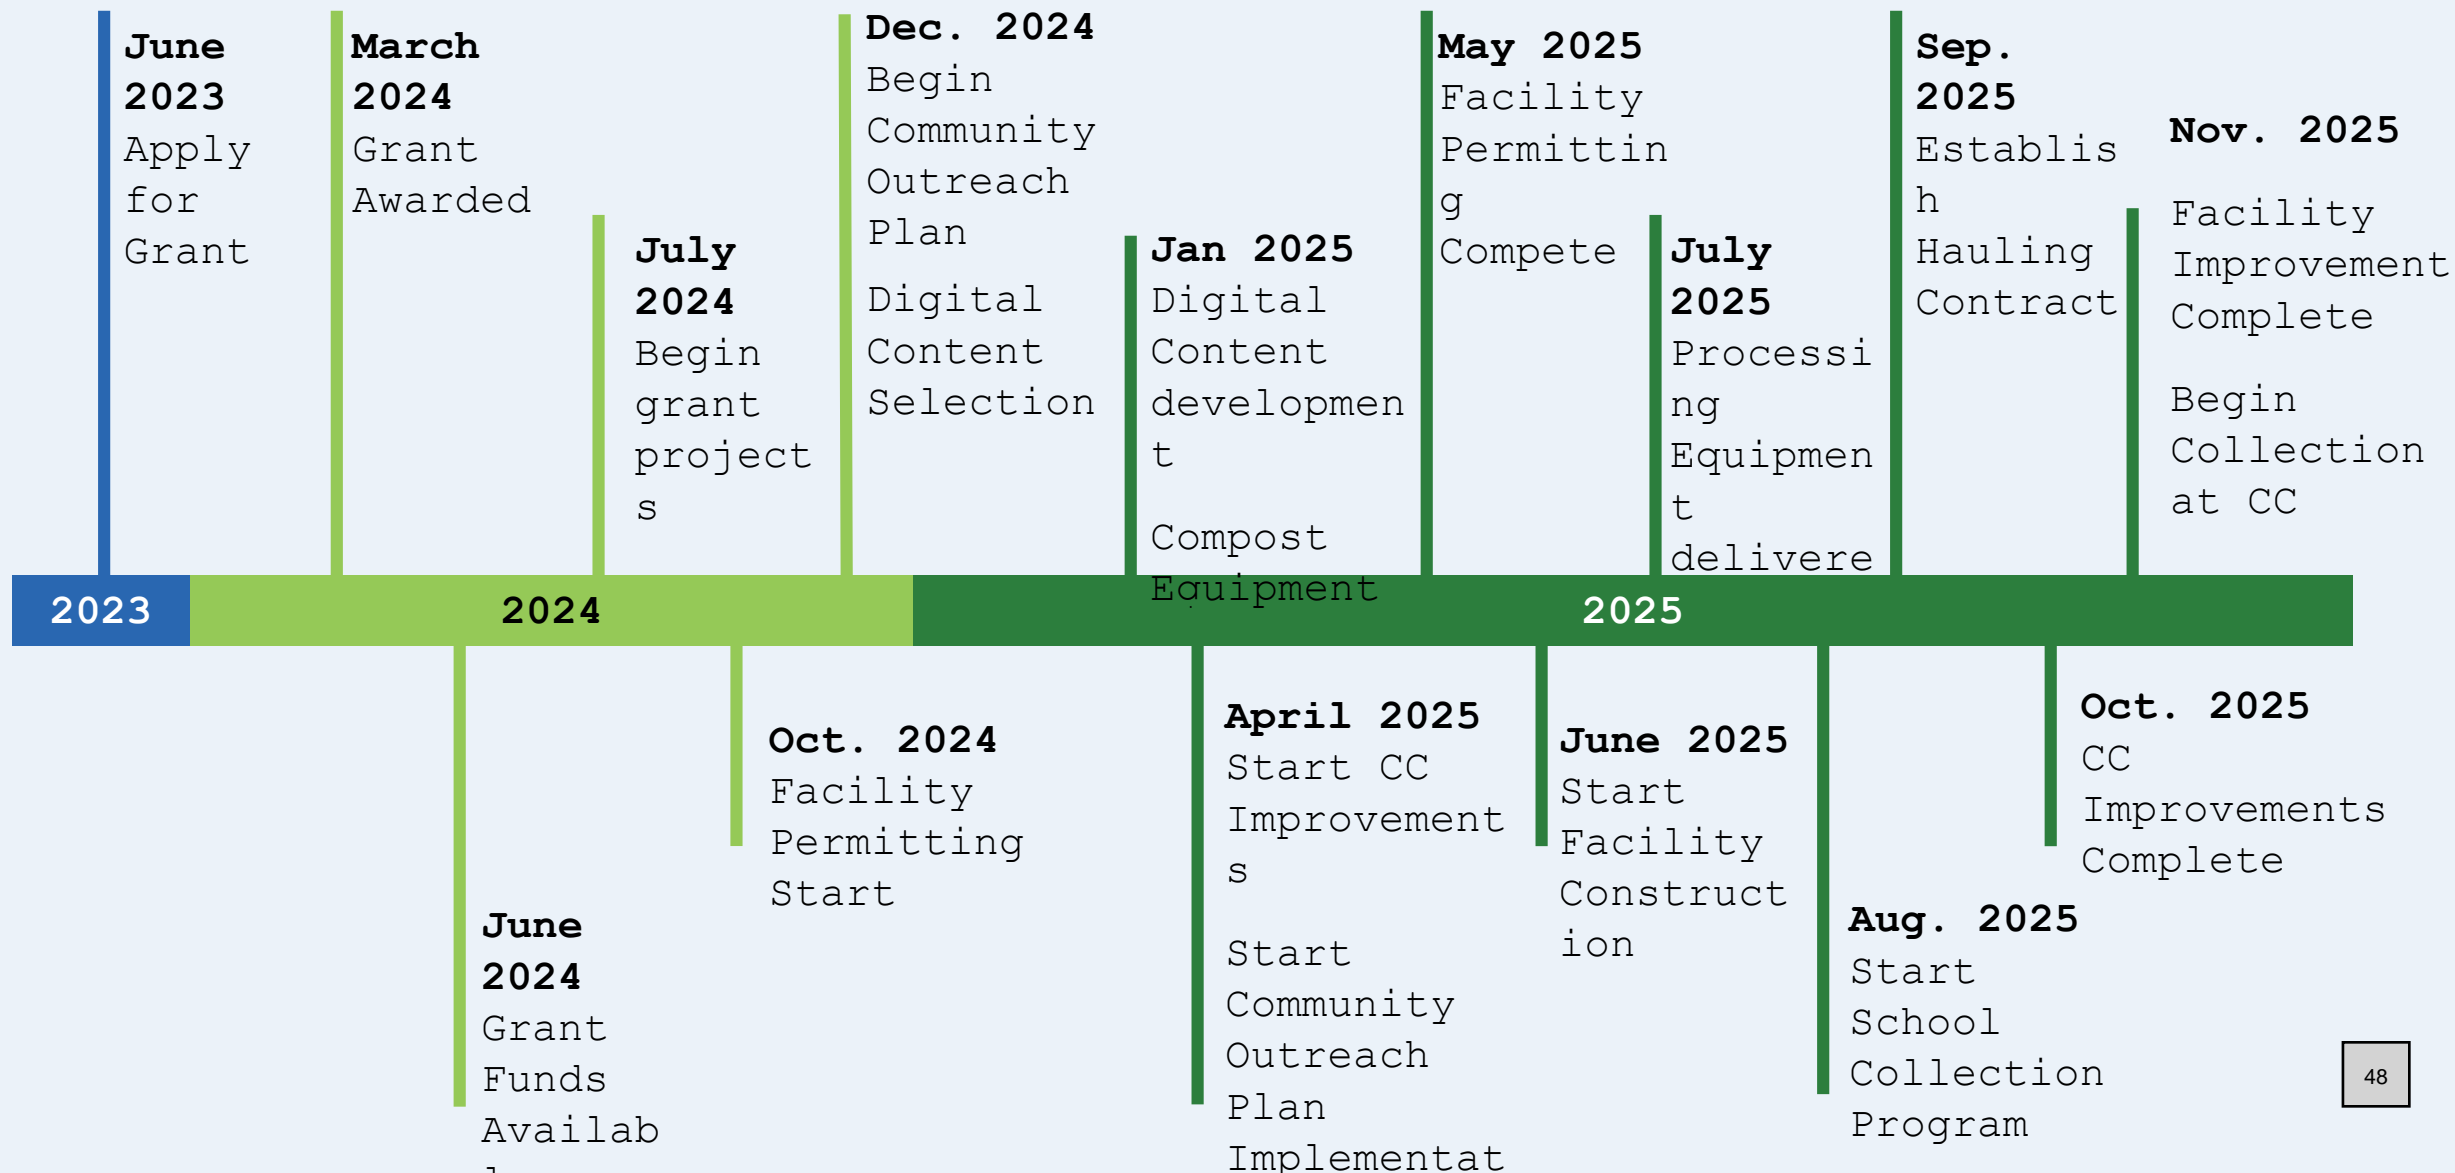 June
2023
Apply
for
Grant
March
2024
Grant
Awarded
July
2024
Begin
grant
project
s
Dec. 2024
Begin
Community
Outreach
Plan
Digital
Content
Selection
Jan 2025
Digital
Content
developmen
t
Compost
Equipment
May 2025
Facility
Permittin
g
Compete
July
2025
Processi
ng
Equipmen
t
delivere
Sep.
2025
Establis
h
Hauling
Contract
Nov. 2025
Facility
Improvement
Complete
Begin
Collection
at CC
2023
2024
2025
June
2024
Grant
Funds
Availab
Oct. 2024
Facility
Permitting
Start
April 2025
Start CC
Improvement
s
Start
Community
Outreach
Plan
Implementat
June 2025
Start
Facility
Construct
ion
Aug. 2025
Start
School
Collection
Program
Oct. 2025
CC
Improvements
Complete
48